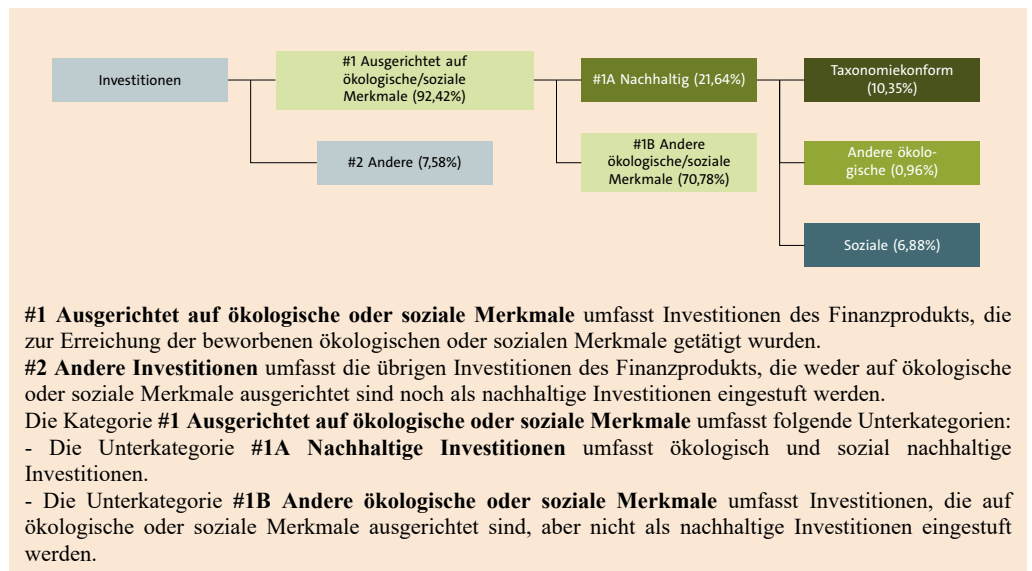 Investitionen
#1 Ausgerichtet auf
ökologische/soziale
Merkmale (92,42%)
#1A Nachhaltig (21,64%)
Taxonomiekonform
(10,35%)
#2 Andere (7,58%)
#1B Andere
ökologische/soziale
Merkmale (70,78%)
Andere ökolo-
gische (0,96%)
Soziale (6,88%)
#1 Ausgerichtet auf ökologische oder soziale Merkmale umfasst Investitionen des Finanzprodukts, die
zur Erreichung der beworbenen ökologischen oder sozialen Merkmale getätigt wurden.
#2 Andere Investitionen umfasst die übrigen Investitionen des Finanzprodukts, die weder auf ökologische
oder soziale Merkmale ausgerichtet sind noch als nachhaltige Investitionen eingestuft werden.
Die Kategorie #1 Ausgerichtet auf ökologische oder soziale Merkmale umfasst folgende Unterkategorien:
- Die Unterkategorie #1A Nachhaltige Investitionen umfasst ökologisch und sozial nachhaltige
Investitionen.
- Die Unterkategorie #1B Andere ökologische oder soziale Merkmale umfasst Investitionen, die auf
ökologische oder soziale Merkmale ausgerichtet sind, aber nicht als nachhaltige Investitionen eingestuft
werden.